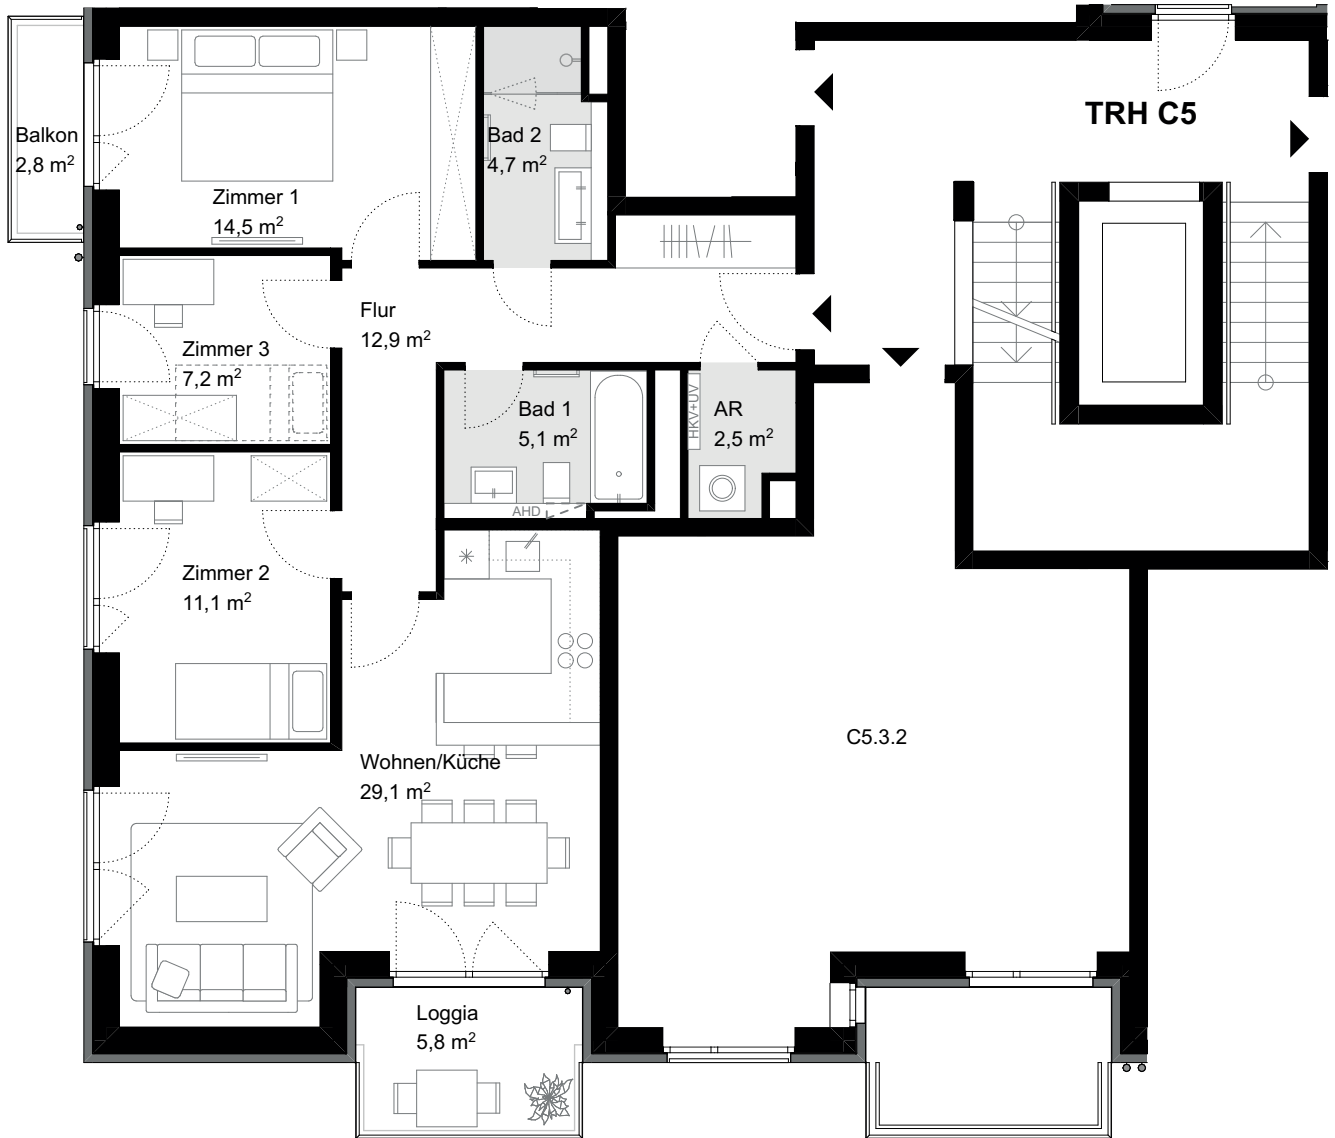 TRH C5
Balkon
2,8 m²
Bad 2
4,7 m²
Zimmer 1
14,5 m²
Flur
12,9 m²
Zimmer 3
7,2 m²
Bad 1
5,1 m²
HKV+UV
AR
2,5 m²
AHD
Zimmer 2
11,1 m²
C5.3.2
Wohnen/Küche
29,1 m²
Loggia
5,8 m²